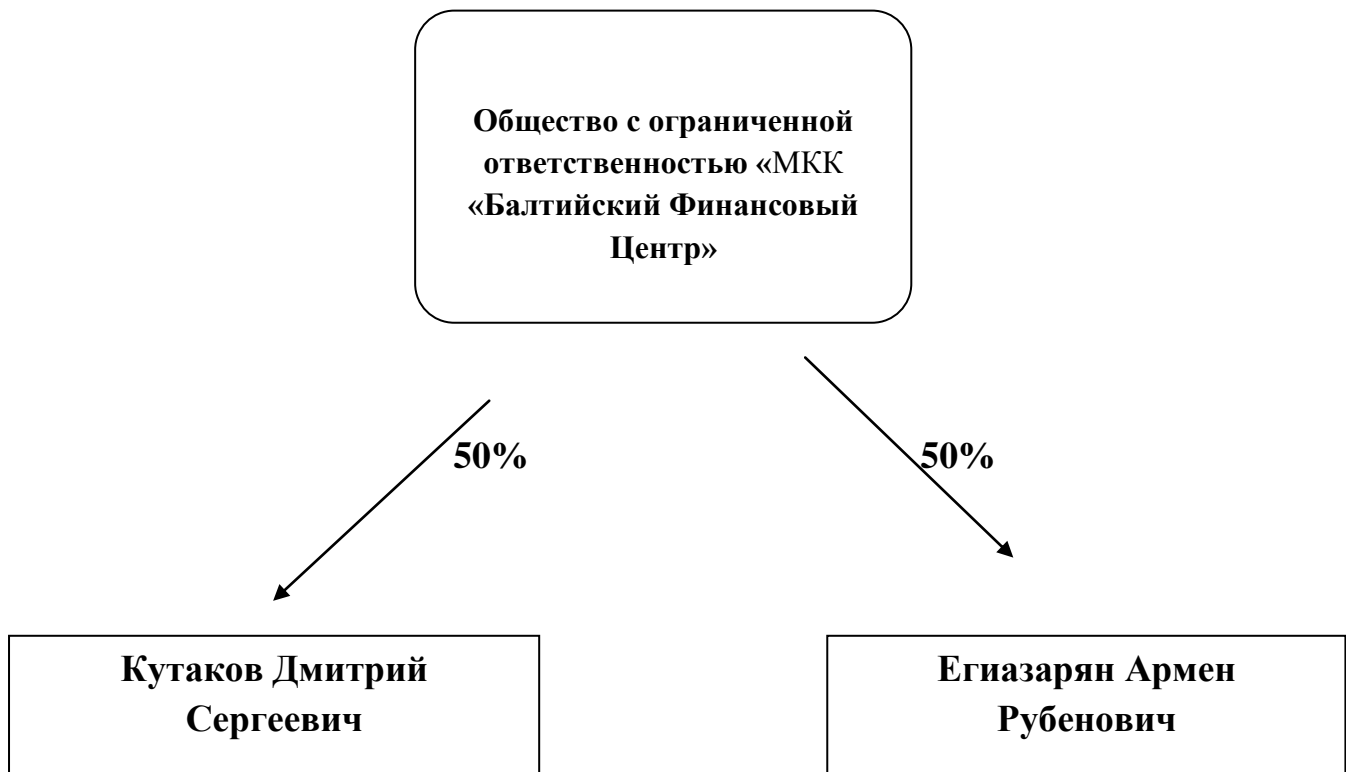 Общество с ограниченной
ответственностью «МКК
«Балтийский Финансовый
Центр»
50%
50%
Кутаков Дмитрий
Сергеевич
Егиазарян Армен
Рубенович